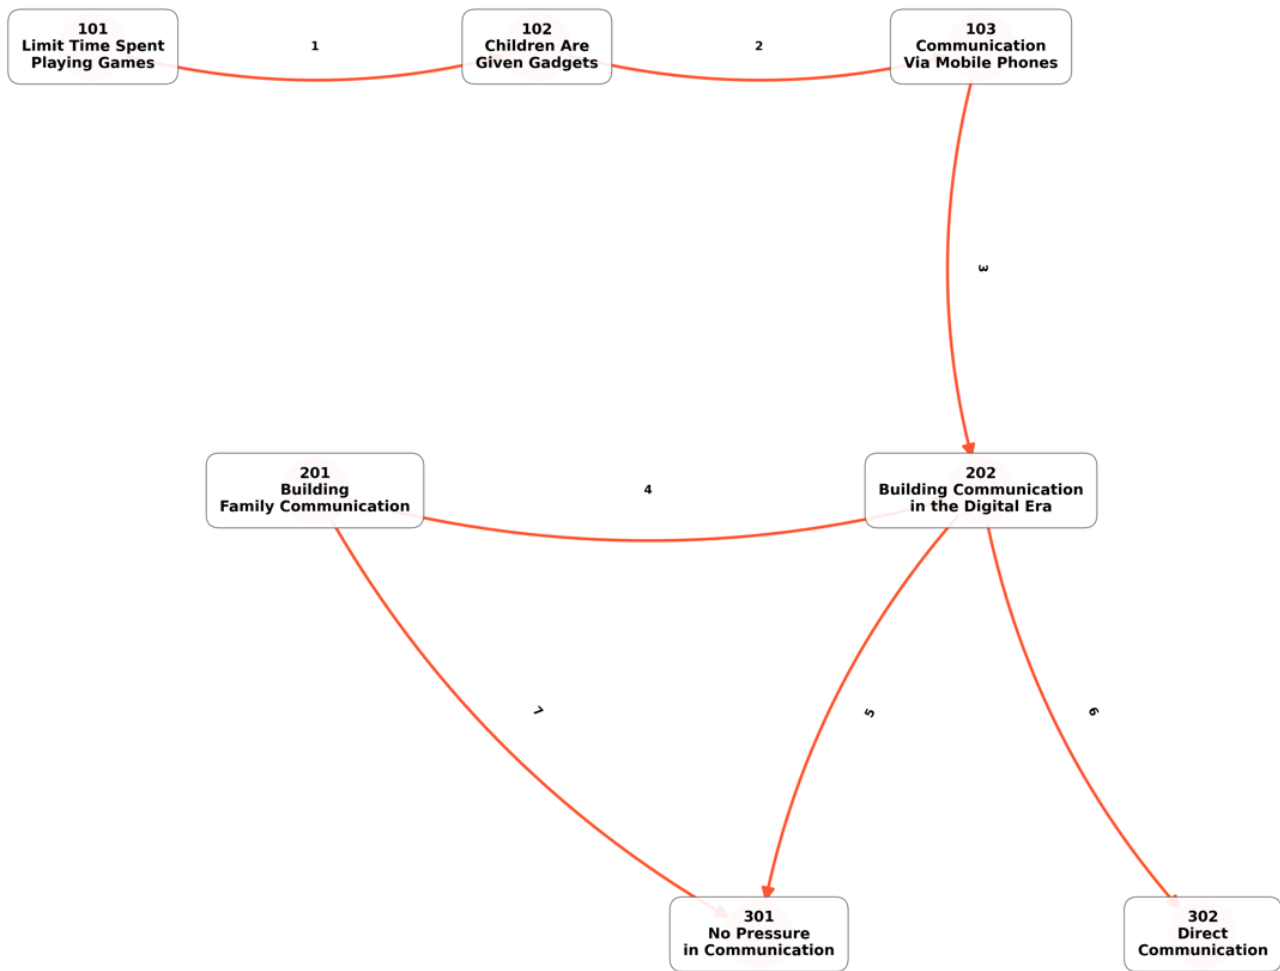 101
Limit Time Spent
Playing Games
1
102
Children Are
Given Gadgets
2
103
Communication
Via Mobile Phones
3
201
Building
Family Communication
4
202
Building Communication
in the Digital Era
7
5
6
301
No Pressure
in Communication
302
Direct
Communication